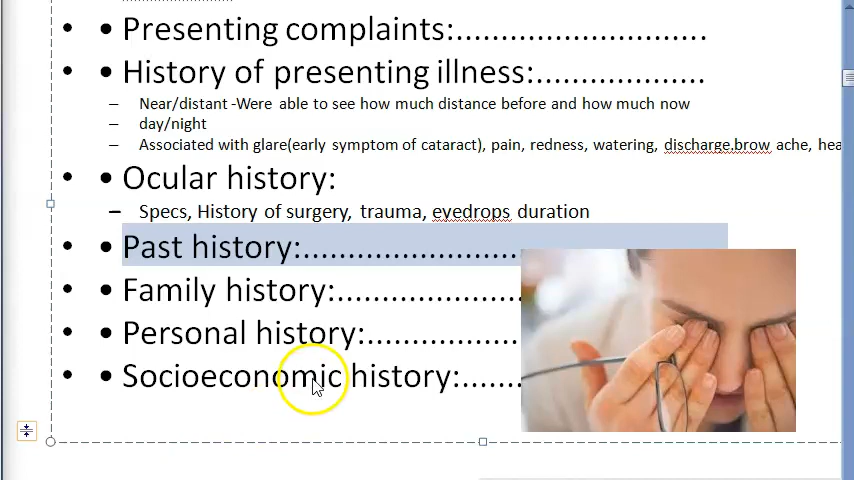 • • Presenting complaints:...........................
• • History of presenting illness:....................
– Near/distant -Were able to see how much distance before and how much now
– day/night
– Associated with glare(early symptom of cataract), pain, redness, watering, discharge,brow ache,
• • Ocular history:
– Specs, History of surgery, trauma, eyedrops duration
• • Past history:.......................
• • Family history:....................
• • Personal history:.................
• • Socioeconomic history:......